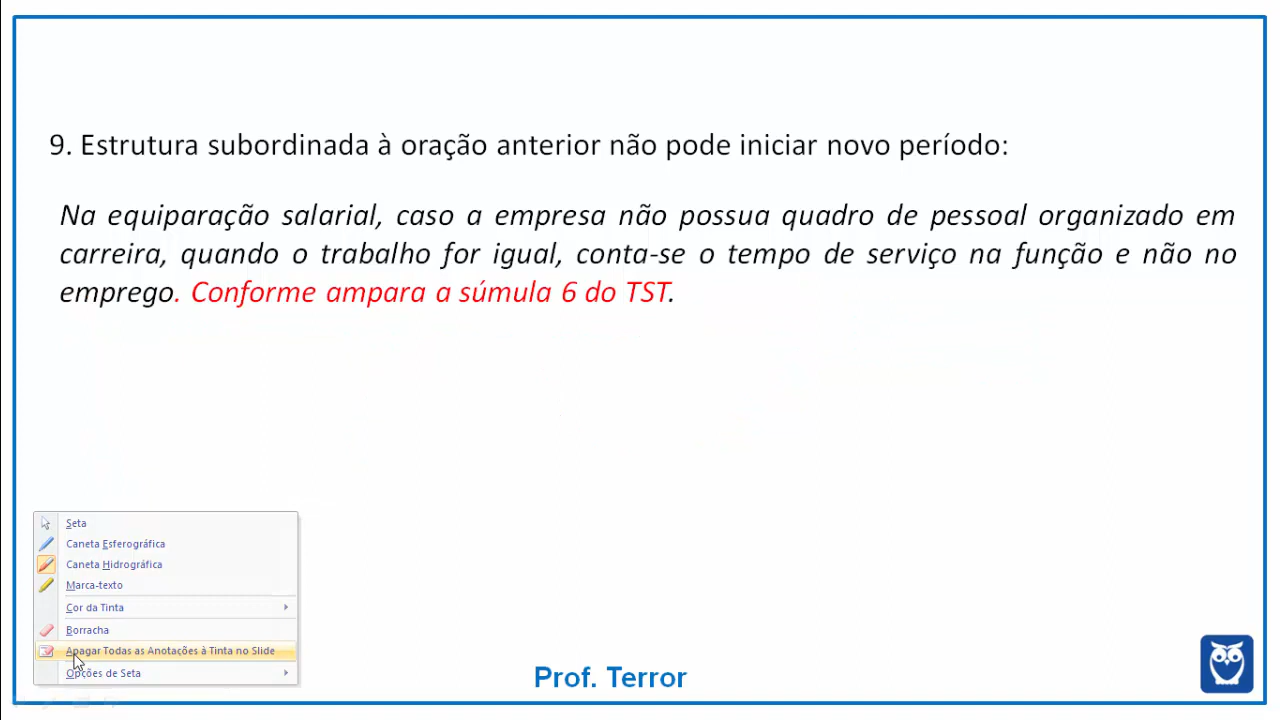 9. Estrutura subordinada à oração anterior não pode iniciar novo período:
Na equiparação salarial, caso a empresa não possua quadro de pessoal organizado em
carreira, quando o trabalho for igual, conta-se o tempo de serviço na função e não no
emprego. Conforme ampara a súmula 6 do TST.
Seta
Caneta Esferográfica
Caneta Hidrográfica
Marca-texto
Cor da Tinta
Borracha
Apagar Todas as Anotações à Tinta no Slide
Opções de Seta
Prof. Terror